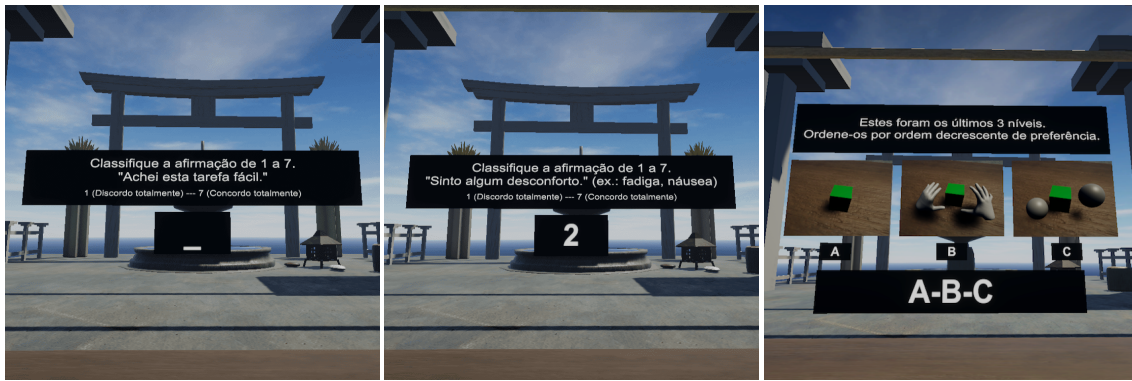 Classifique a afirmação de 1 a 7.
"Achei esta tarefa fácil."
1 (Discordo totalmente) --- 7 (Concordo totalmente)
_
Classifique a afirmação de 1 a 7.
"Sinto algum desconforto." (ex.: fadiga, náusea)
1 (Discordo totalmente) --- 7 (Concordo totalmente)
2
Estes foram os últimos 3 níveis.
Ordene-os por ordem decrescente de preferência.
A
B
C
A-B-C